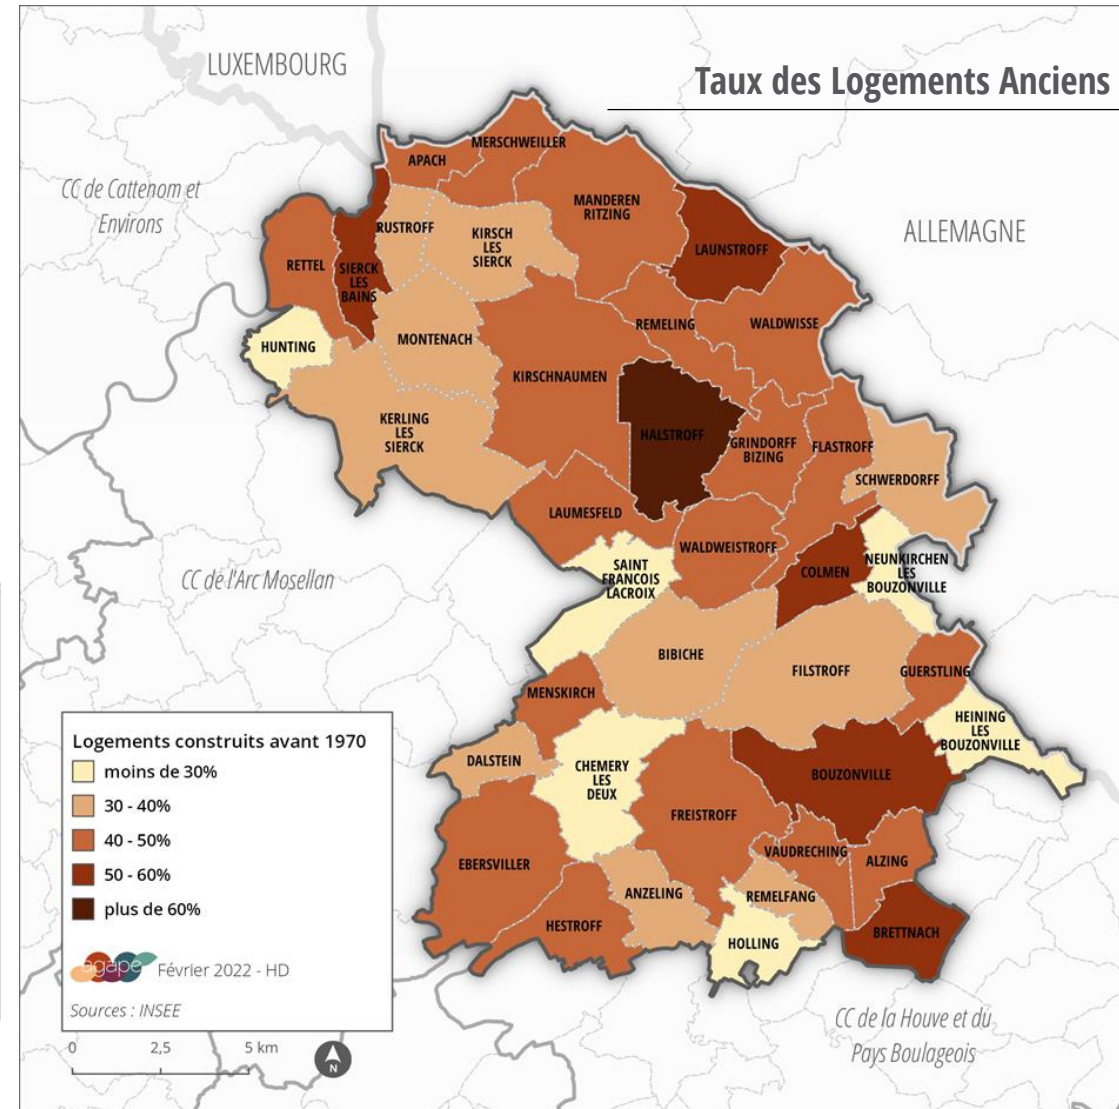 LUXEMBOURG
Taux des Logements Anciens
CC de Cattenom et
Environs
ALLEMAGNE
MERSCHWEILLER
APACH
MANDEREN
RITZING
RUSTROFF
KIRSCH
LES
SIERCK
LAUNSTROFF
RETTEL
SIERCK
LES
BAINS
REMELING
WALDWISSE
HUNTING
MONTENACH
KIRSCHNAUMEN
KERLING
LES
SIERCK
HALSTROFF
GRINDORFF
BIZING
FLASTROFF
SCHWERDORFF
LAUMESFELD
WALDWEISTROFF
CC de l'Arc Mosellan
SAINT
FRANCOIS
LACROIX
COLMEN
NEUNKIRCHEN
LES
BOUZONVILLE
BIBICHE
FILSTROFF
GUERSTLING
MENSKIRCH
HEINING
LES
BOUZONVILLE
DALSTEIN
CHEMERY
LES
DEUX
BOUZONVILLE
FREISTROFF
EBERSVILLER
VAUDRECHING
ALZING
ANZELING
REMELFANG
HESTROFF
HOLLING
BRETTNACH
Logements construits avant 1970
moins de 30%
30 - 40%
40 - 50%
50 - 60%
plus de 60%
agape Février 2022 - HD
Sources : INSEE
0 2,5 5 km
N
CC de la Houve et du
Pays Boulageois